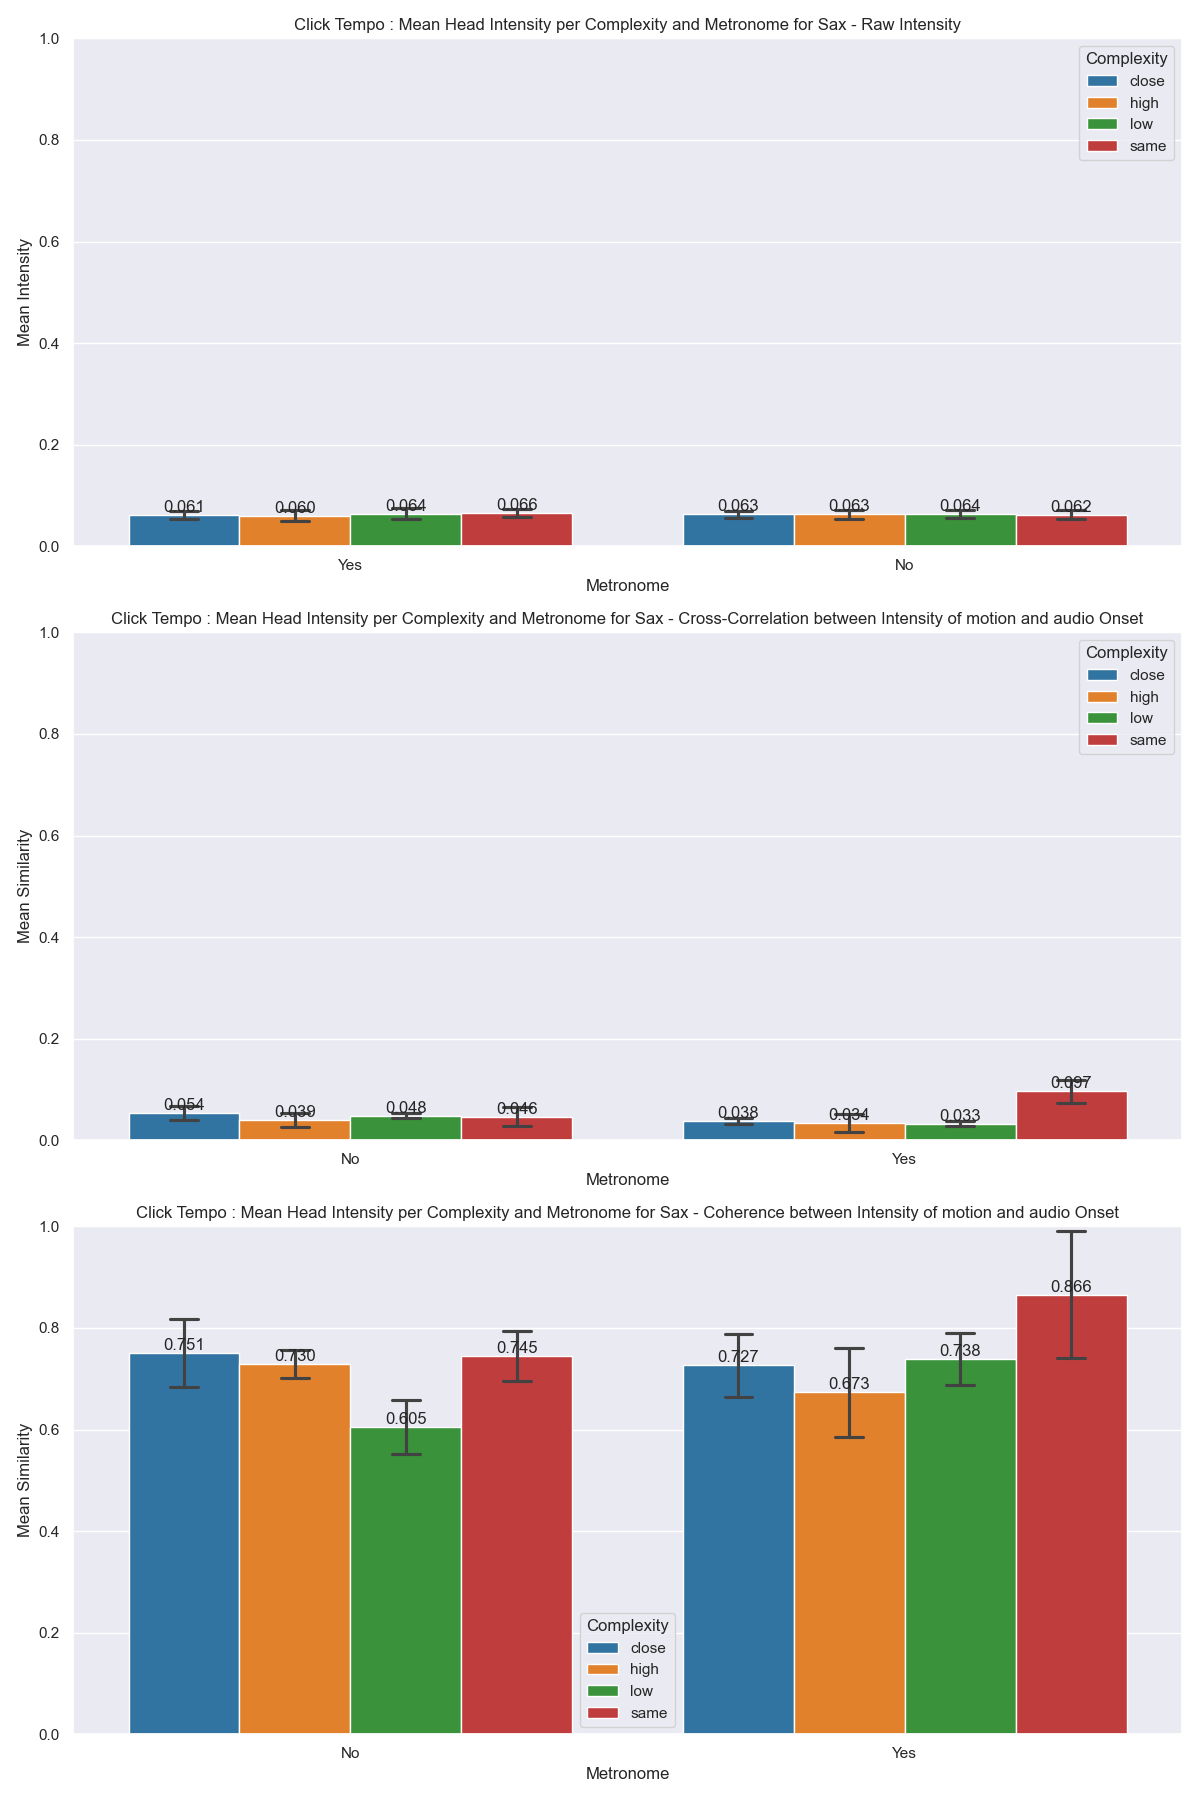 Click Tempo : Mean Head Intensity per Complexity and Metronome for Sax - Raw Intensity
1.0
Complexity
close
high
low
same
0.8
0.6
Mean Intensity
0.4
0.2
0.061 0.060 0.064 0.066 0.063 0.063 0.064 0.062
0.0
Yes No
Metronome
Click Tempo : Mean Head Intensity per Complexity and Metronome for Sax - Cross-Correlation between Intensity of motion and audio Onset
1.0
Complexity
close
high
low
same
0.8
0.6
Mean Similarity
0.4
0.2
0.054 0.039 0.048 0.046 0.038 0.034 0.033 0.097
0.0
No Yes
Metronome
Click Tempo : Mean Head Intensity per Complexity and Metronome for Sax - Coherence between Intensity of motion and audio Onset
1.0
0.8
0.751 0.730 0.605 0.745 0.727 0.673 0.738 0.866
0.6
Mean Similarity
0.4
0.2
Complexity
close
high
low
same
0.0
No Yes
Metronome